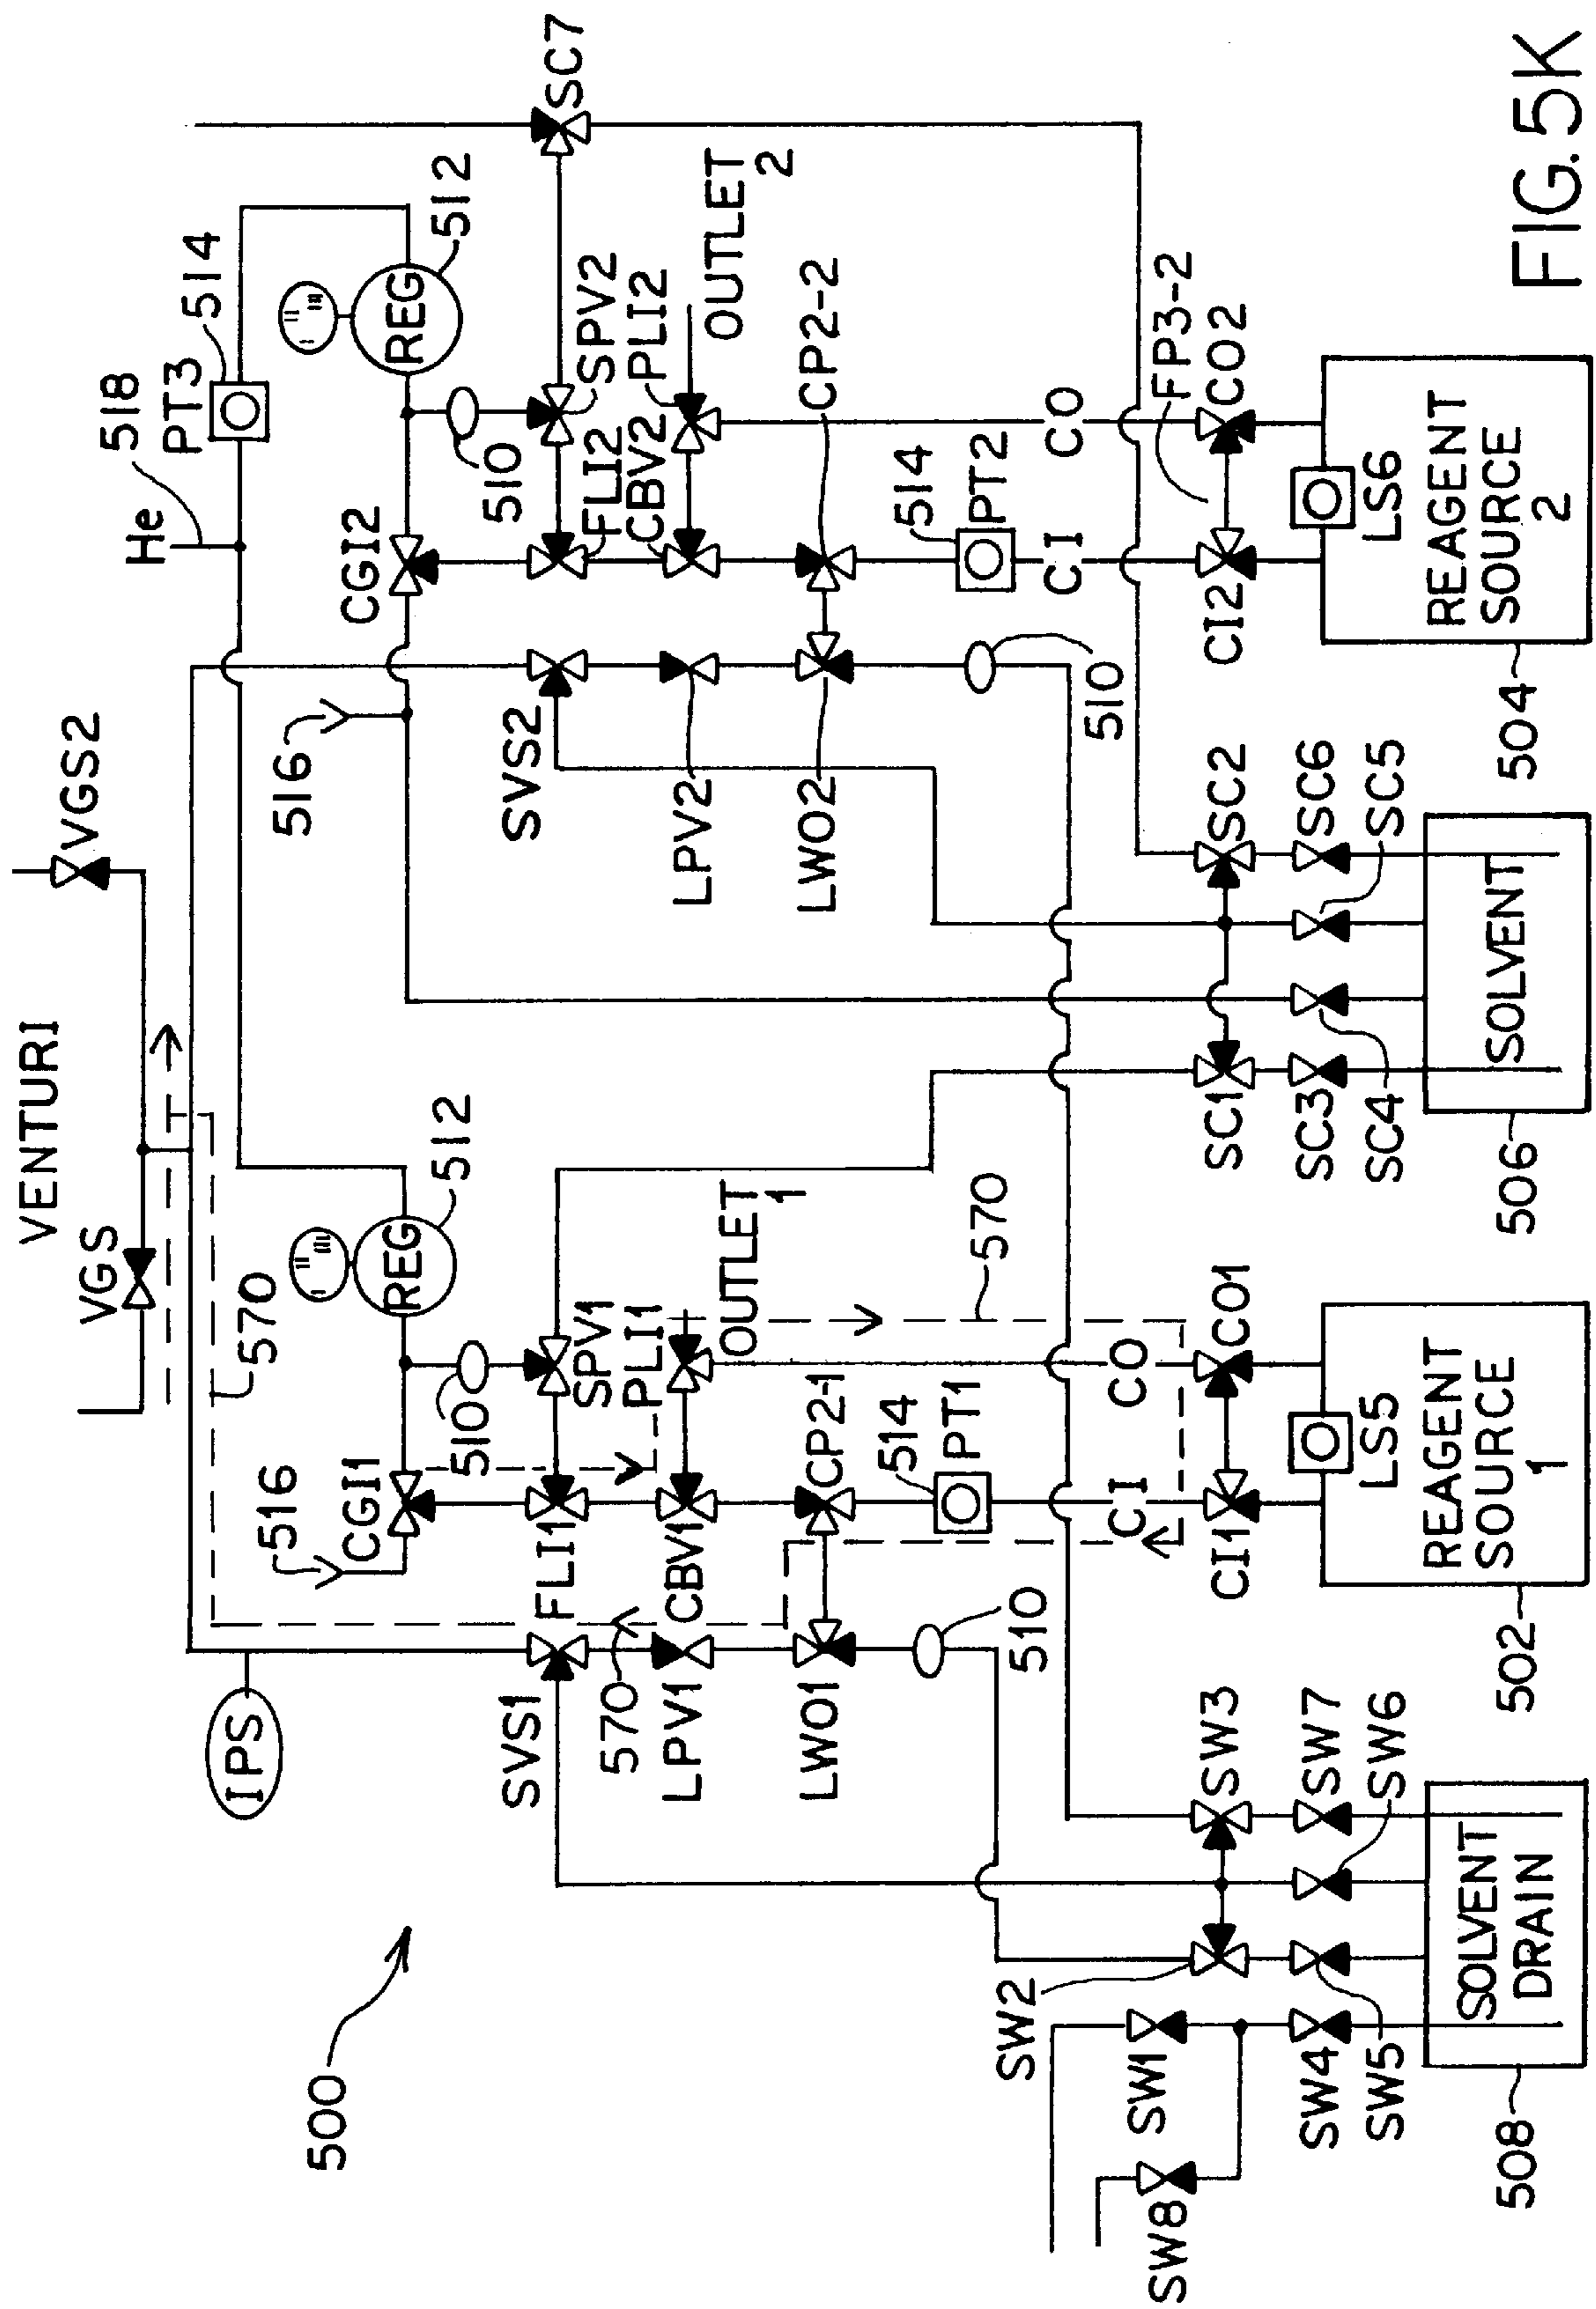 FIG. 5K
500
VENTURI
VGS
VGS2
He
518
PT3
514
512
REG
510
CGI2
516
SC7
SPV2
PLI2
OUTLET
2
FLI2
CBV2
CP2-2
514
PT2
CO
CI
FP3-2
CO2
CI2
LS6
REAGENT
SOURCE
2
504
SVS2
LPV2
LWO2
510
SC2
SC6
SC5
SC1
SC3
SC4
SOLVENT
506
570
512
REG
510
CGI1
516
SPV1
PLI1
OUTLET
1
FLI1
CBV1
CP2-1
514
PT1
570
CO
CI
CO1
CI1
LS5
REAGENT
SOURCE
1
502
IPS
SVS1
570
LPV1
LWO1
510
SW3
SW7
SW6
SW2
SW1
SW8
SW4
SW5
SOLVENT
DRAIN
508